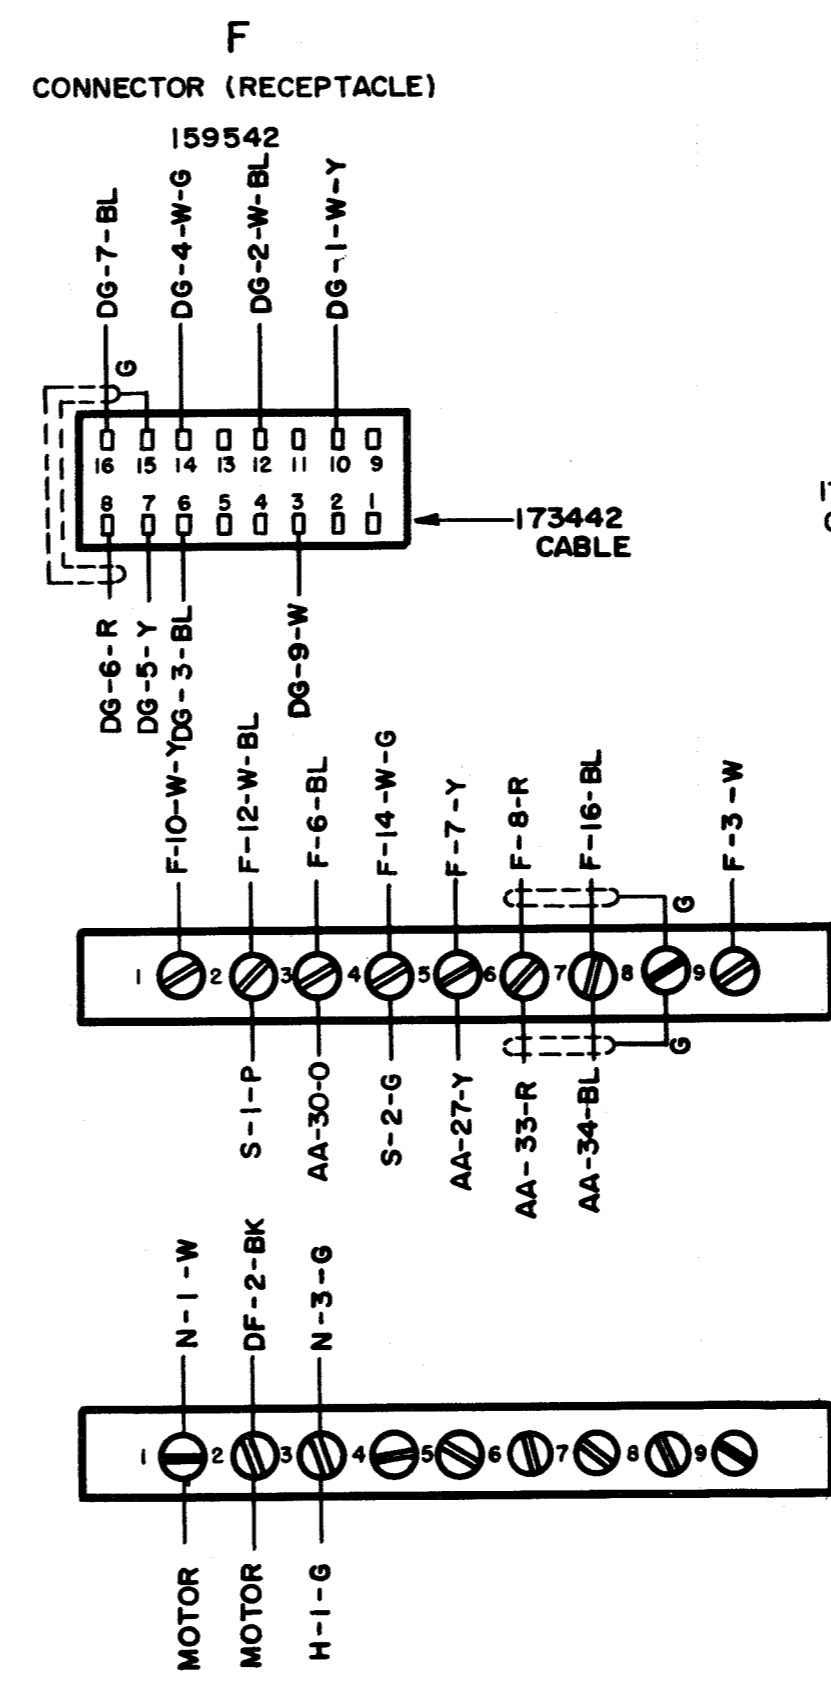 F
CONNECTOR (RECEPTACLE)
159542
DG-7-BL
DG-4-W-G
DG-2-W-BL
DG-1-W-Y
G
16 15 14 13 12 11 10 9
8 7 6 5 4 3 2 1
173442
CABLE
DG-6-R
DG-5-Y
DG-3-BL
DG-9-W
F-10-W-Y
F-12-W-BL
F-6-BL
F-14-W-G
F-7-Y
F-8-R
F-16-BL
G
F-3-W
1 2 3 4 5 6 7 8 9
S-1-P
AA-30-O
S-2-G
AA-27-Y
AA-33-R
AA-34-BL
G
N-1-W
DF-2-BK
N-3-G
1 2 3 4 5 6 7 8 9
MOTOR
MOTOR
H-1-G